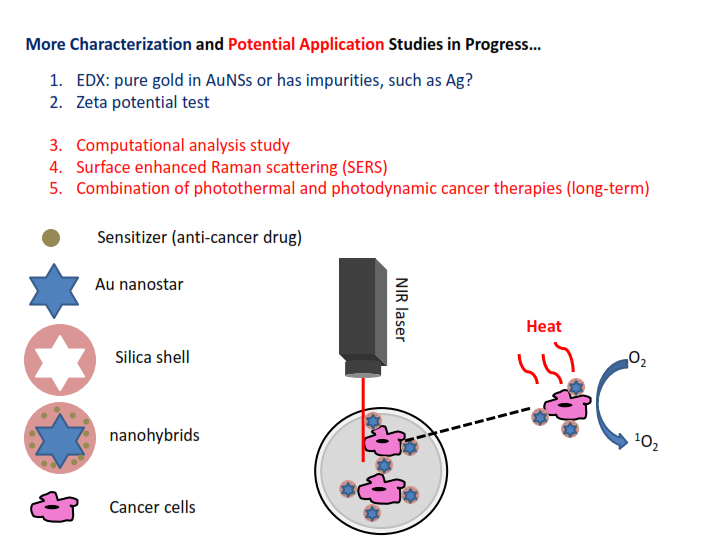 More Characterization and Potential Application Studies in Progress...
1. EDX: pure gold in AuNSs or has impurities, such as Ag?
2. Zeta potential test
3. Computational analysis study
4. Surface enhanced Raman scattering (SERS)
5. Combination of photothermal and photodynamic cancer therapies (long-term)
Sensitizer (anti-cancer drug)
Au nanostar
Silica shell
nanohybrids
Cancer cells
NIR laser
Heat
O₂
¹O₂